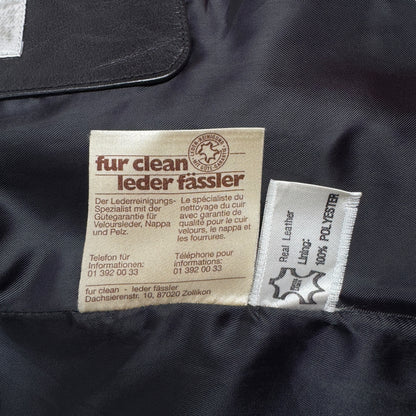 fur clean
leder fässler
Der Lederreinigungs-
Spezialist mit der
Gütegarantie für
Veloursleder, Nappa
und Pelz.
Telefon für
Informationen:
01 392 00 33
Le spécialiste du
nettoyage du cuir
avec garantie de
qualité pour le cuir
velours, le nappa et
les fourrures.
Téléphone pour
informations:
01 392 00 33
fur clean - leder fässler
Dachslerenstr. 10, 87020 Zollikon
Real Leather
Lining:
100% POLYESTER